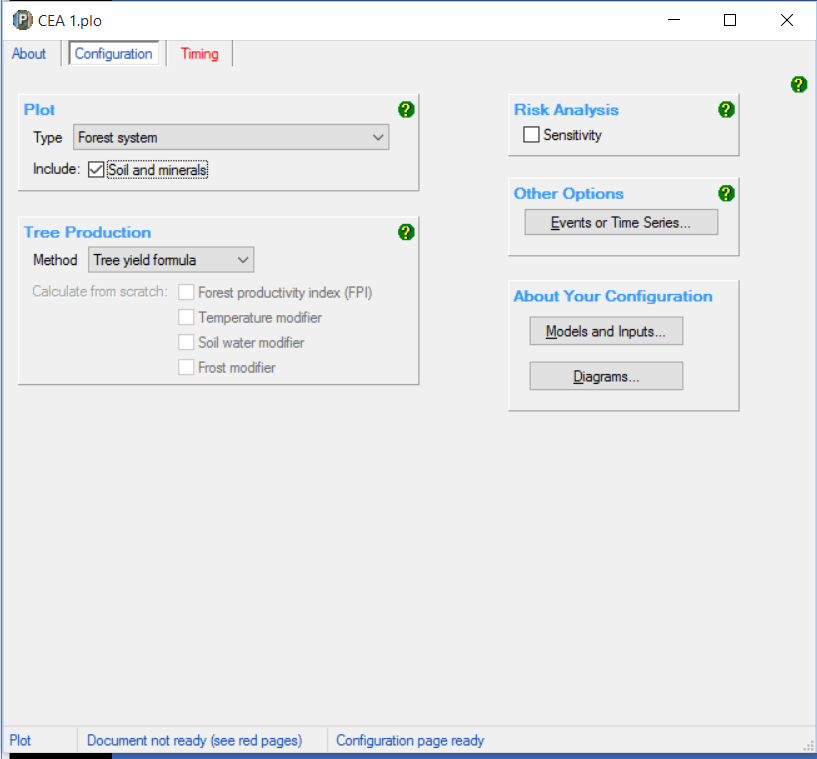 CEA 1.plo
About Configuration Timing
Plot
Type Forest system
Include: Soil and minerals
Tree Production
Method Tree yield formula
Calculate from scratch: Forest productivity index (FPI)
Temperature modifier
Soil water modifier
Frost modifier
Risk Analysis
Sensitivity
Other Options
Events or Time Series...
About Your Configuration
Models and Inputs...
Diagrams...
Plot Document not ready (see red pages) Configuration page ready